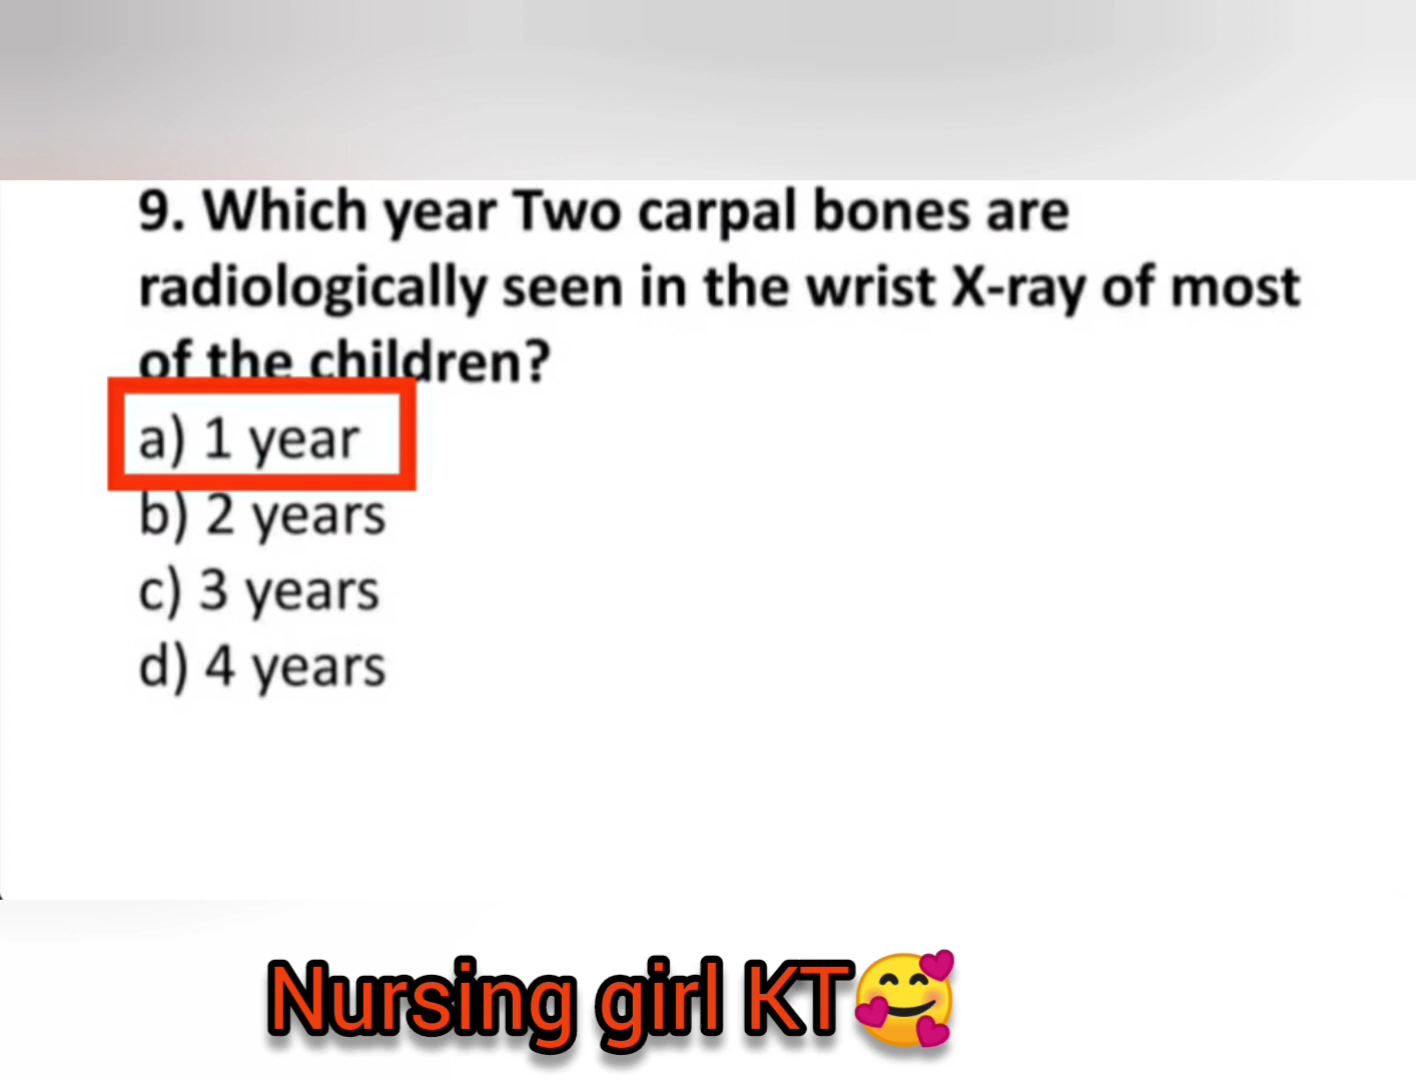 9. Which year Two carpal bones are
radiologically seen in the wrist X-ray of most
of the children?
a) 1 year
b) 2 years
c) 3 years
d) 4 years
Nursing girl KT🥰